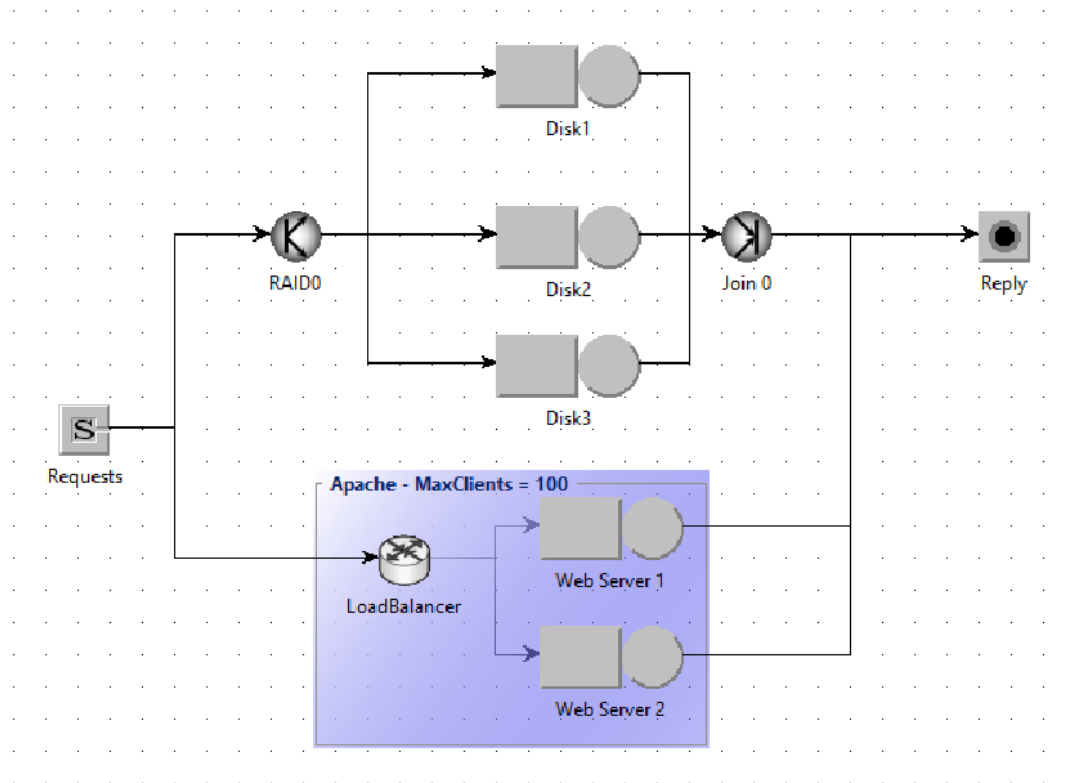 Disk1
RAID0
Disk2
Join 0
Reply
Disk3
S
Requests
Apache - MaxClients = 100
Web Server 1
LoadBalancer
Web Server 2